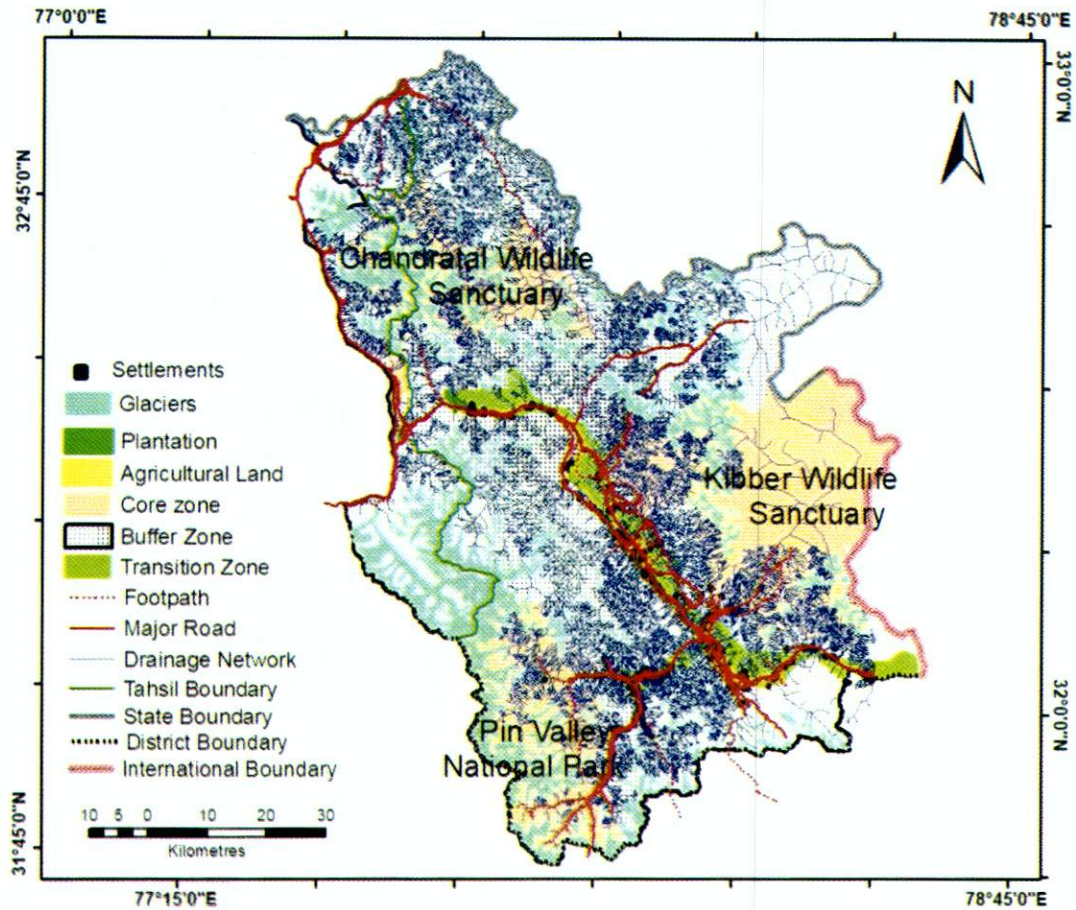 77°0'0"E
78°45'0"E
33°0'0"N
N
32°45'0"N
Chandratal Wildlife
Sanctuary
Settlements
Glaciers
Plantation
Agricultural Land
Core zone
Buffer Zone
Transition Zone
Footpath
Major Road
Drainage Network
Tahsil Boundary
State Boundary
District Boundary
International Boundary
Kibber Wildlife
Sanctuary
Pin Valley
National Park
32°0'0"N
10 5 0 10 20 30
Kilometres
31°45'0"N
77°15'0"E
78°45'0"E